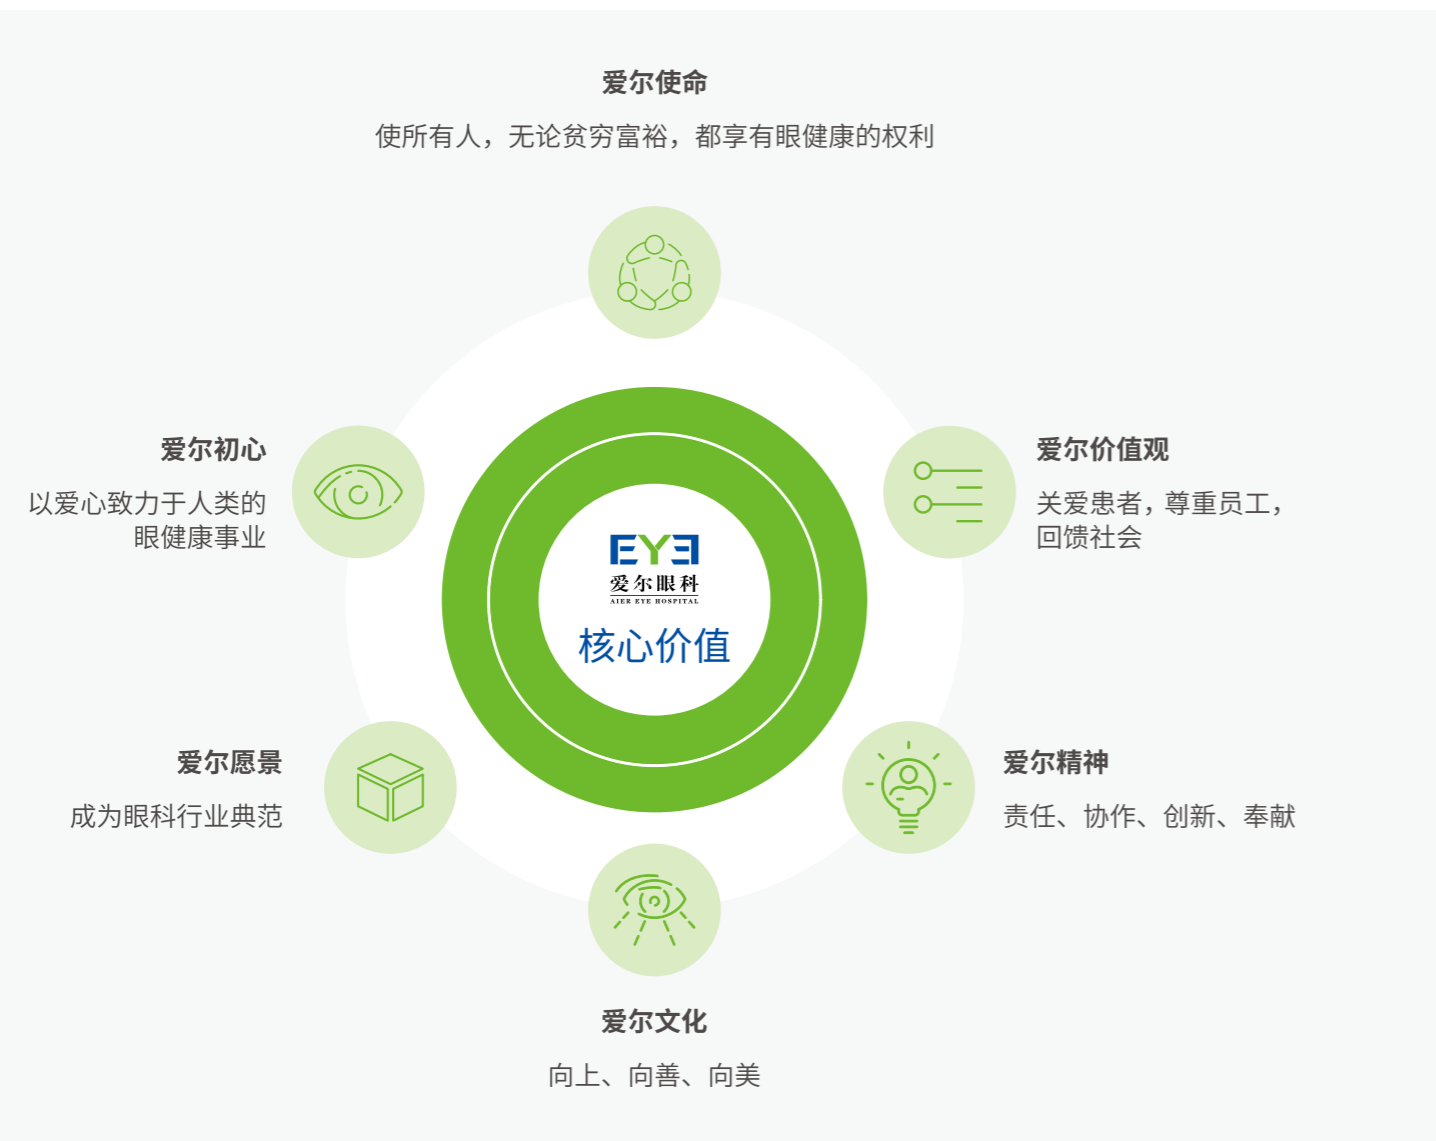 爱尔使命
使所有人，无论贫穷富裕，都享有眼健康的权利
爱尔初心
以爱心致力于人类的
眼健康事业
爱尔价值观
关爱患者，尊重员工，
回馈社会
EYE
爱尔眼科
AIER EYE HOSPITAL
核心价值
爱尔愿景
成为眼科行业典范
爱尔精神
责任、协作、创新、奉献
爱尔文化
向上、向善、向美